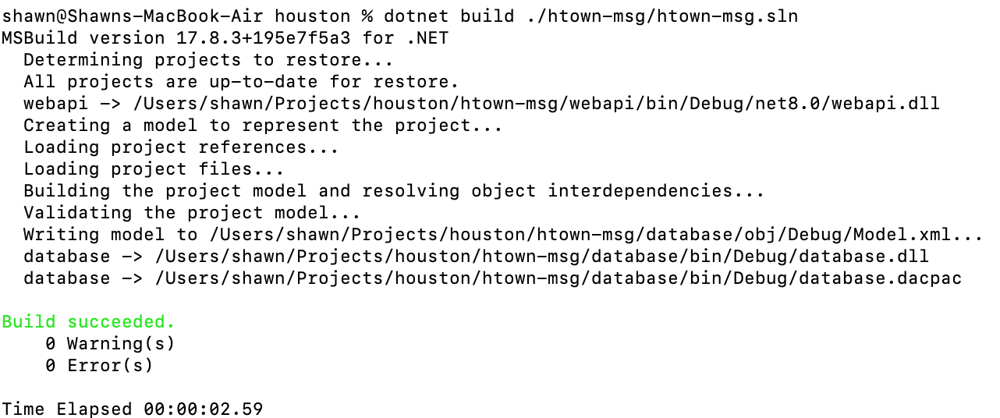 shawn@Shawns-MacBook-Air houston % dotnet build ./htown-msg/htown-msg.sln
MSBuild version 17.8.3+195e7f5a3 for .NET
Determining projects to restore...
All projects are up-to-date for restore.
webapi -> /Users/shawn/Projects/houston/htown-msg/webapi/bin/Debug/net8.0/webapi.dll
Creating a model to represent the project...
Loading project references...
Loading project files...
Building the project model and resolving object interdependencies...
Validating the project model...
Writing model to /Users/shawn/Projects/houston/htown-msg/database/obj/Debug/Model.xml...
database -> /Users/shawn/Projects/houston/htown-msg/database/bin/Debug/database.dll
database -> /Users/shawn/Projects/houston/htown-msg/database/bin/Debug/database.dacpac
Build succeeded.
0 Warning(s)
0 Error(s)
Time Elapsed 00:00:02.59